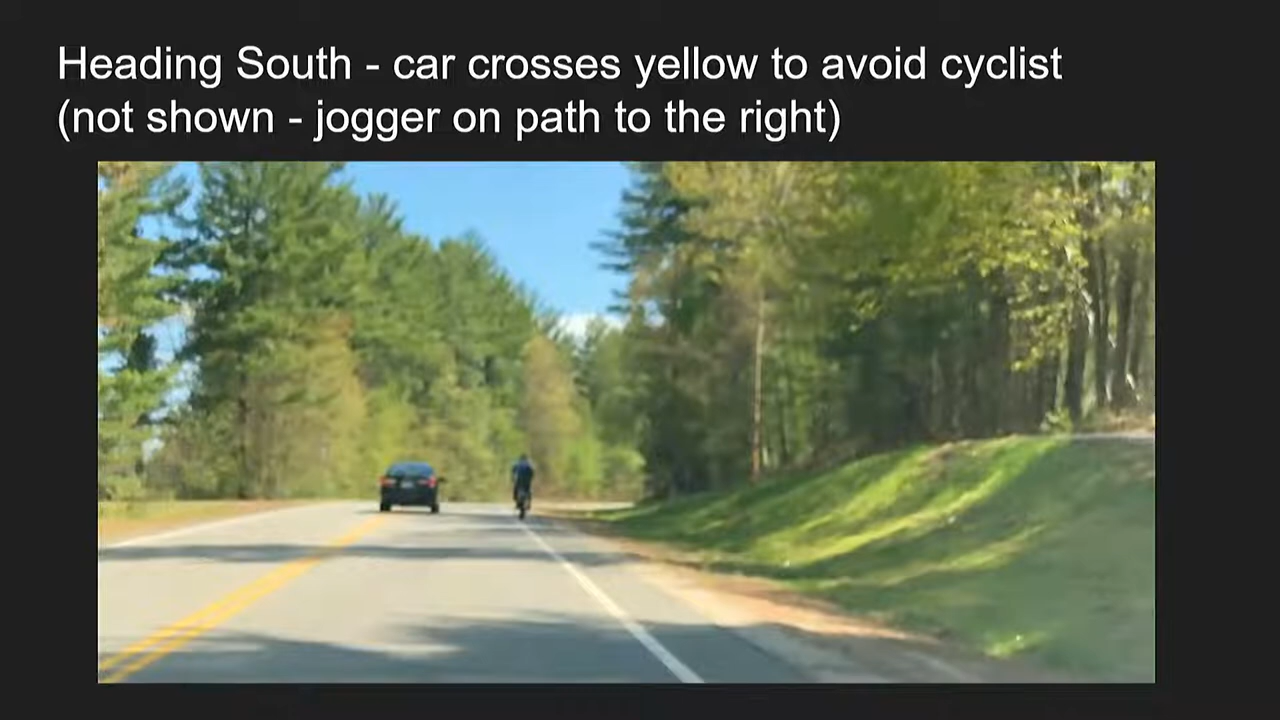 Heading South - car crosses yellow to avoid cyclist
(not shown - jogger on path to the right)